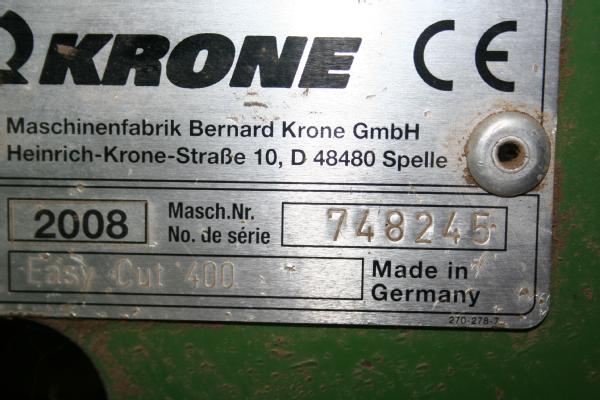 KRONE CE
Maschinenfabrik Bernard Krone GmbH
Heinrich-Krone-Straße 10, D 48480 Spelle
2008 Masch.Nr. 748245
No. de série
Easy Cut 400 Made in
Germany
270-278-7